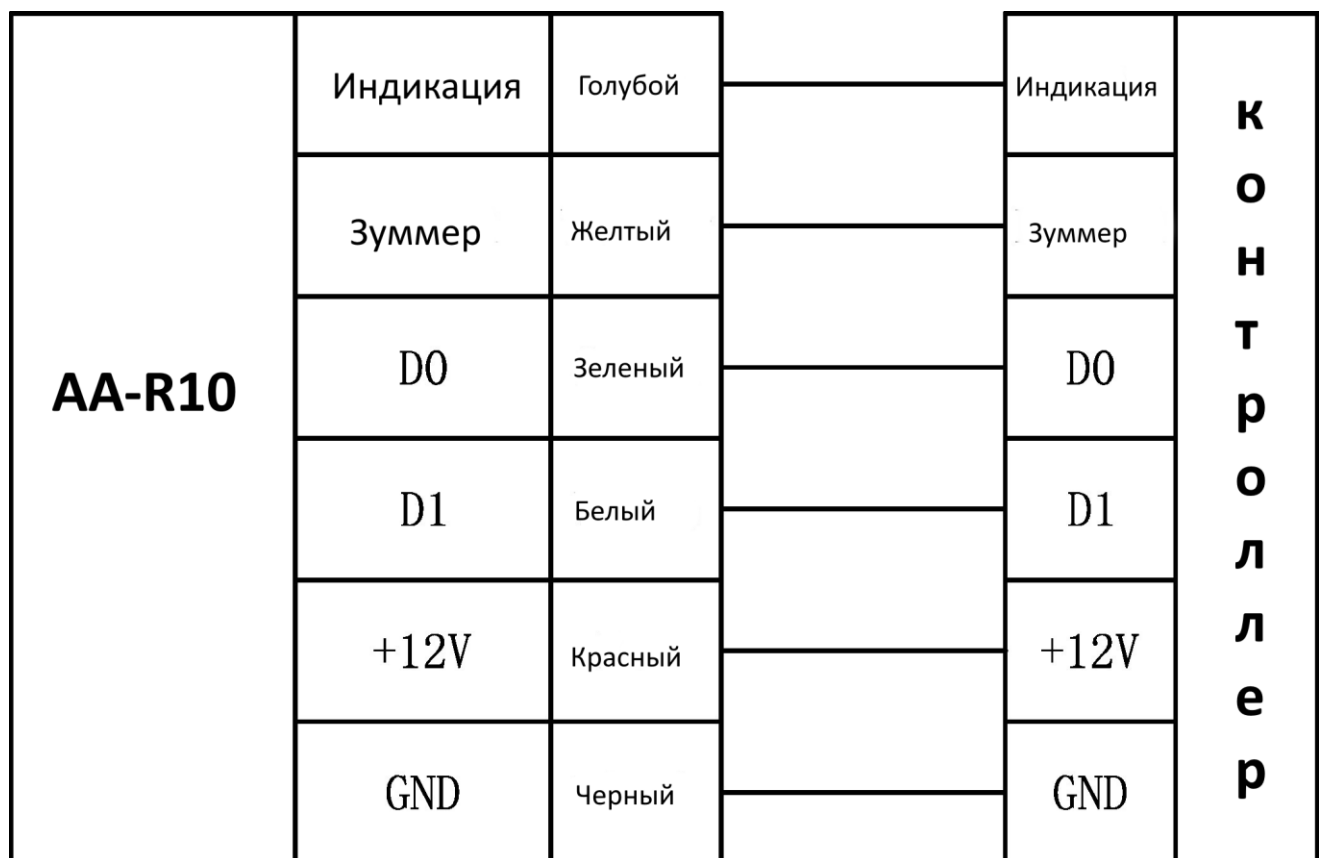 AA-R10
Индикация Голубой Индикация
Зуммер Желтый Зуммер
D0 Зеленый D0
D1 Белый D1
+12V Красный +12V
GND Черный GND
контроллер